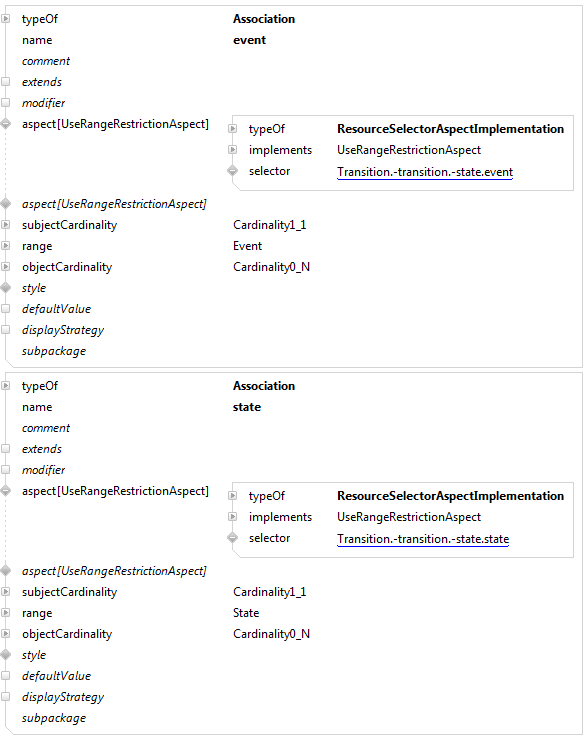 typeOf Association
name event
comment
extends
modifier
aspect[UseRangeRestrictionAspect]
typeOf ResourceSelectorAspectImplementation
implements UseRangeRestrictionAspect
selector Transition.-transition.-state.event
aspect[UseRangeRestrictionAspect]
subjectCardinality Cardinality1_1
range Event
objectCardinality Cardinality0_N
style
defaultValue
displayStrategy
subpackage
typeOf Association
name state
comment
extends
modifier
aspect[UseRangeRestrictionAspect]
typeOf ResourceSelectorAspectImplementation
implements UseRangeRestrictionAspect
selector Transition.-transition.-state.state
aspect[UseRangeRestrictionAspect]
subjectCardinality Cardinality1_1
range State
objectCardinality Cardinality0_N
style
defaultValue
displayStrategy
subpackage